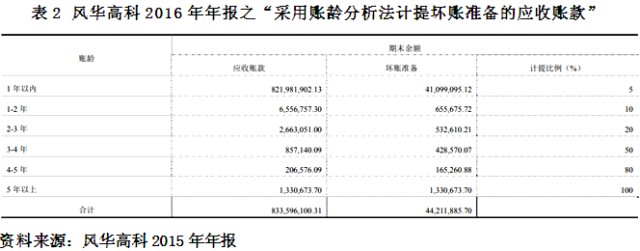 表 2 风华高科 2016 年年报之“采用账龄分析法计提坏账准备的应收账款”
账龄 期末余额
应收账款 坏账准备 计提比例（%）
1 年以内 821,981,902.13 41,099,095.12 5
1-2 年 6,556,757.30 655,675.72 10
2-3 年 2,663,051.00 532,610.21 20
3-4 年 857,140.09 428,570.07 50
4-5 年 206,576.09 165,260.88 80
5 年以上 1,330,673.70 1,330,673.70 100
合计 833,596,100.31 44,211,885.70
资料来源：风华高科 2015 年年报